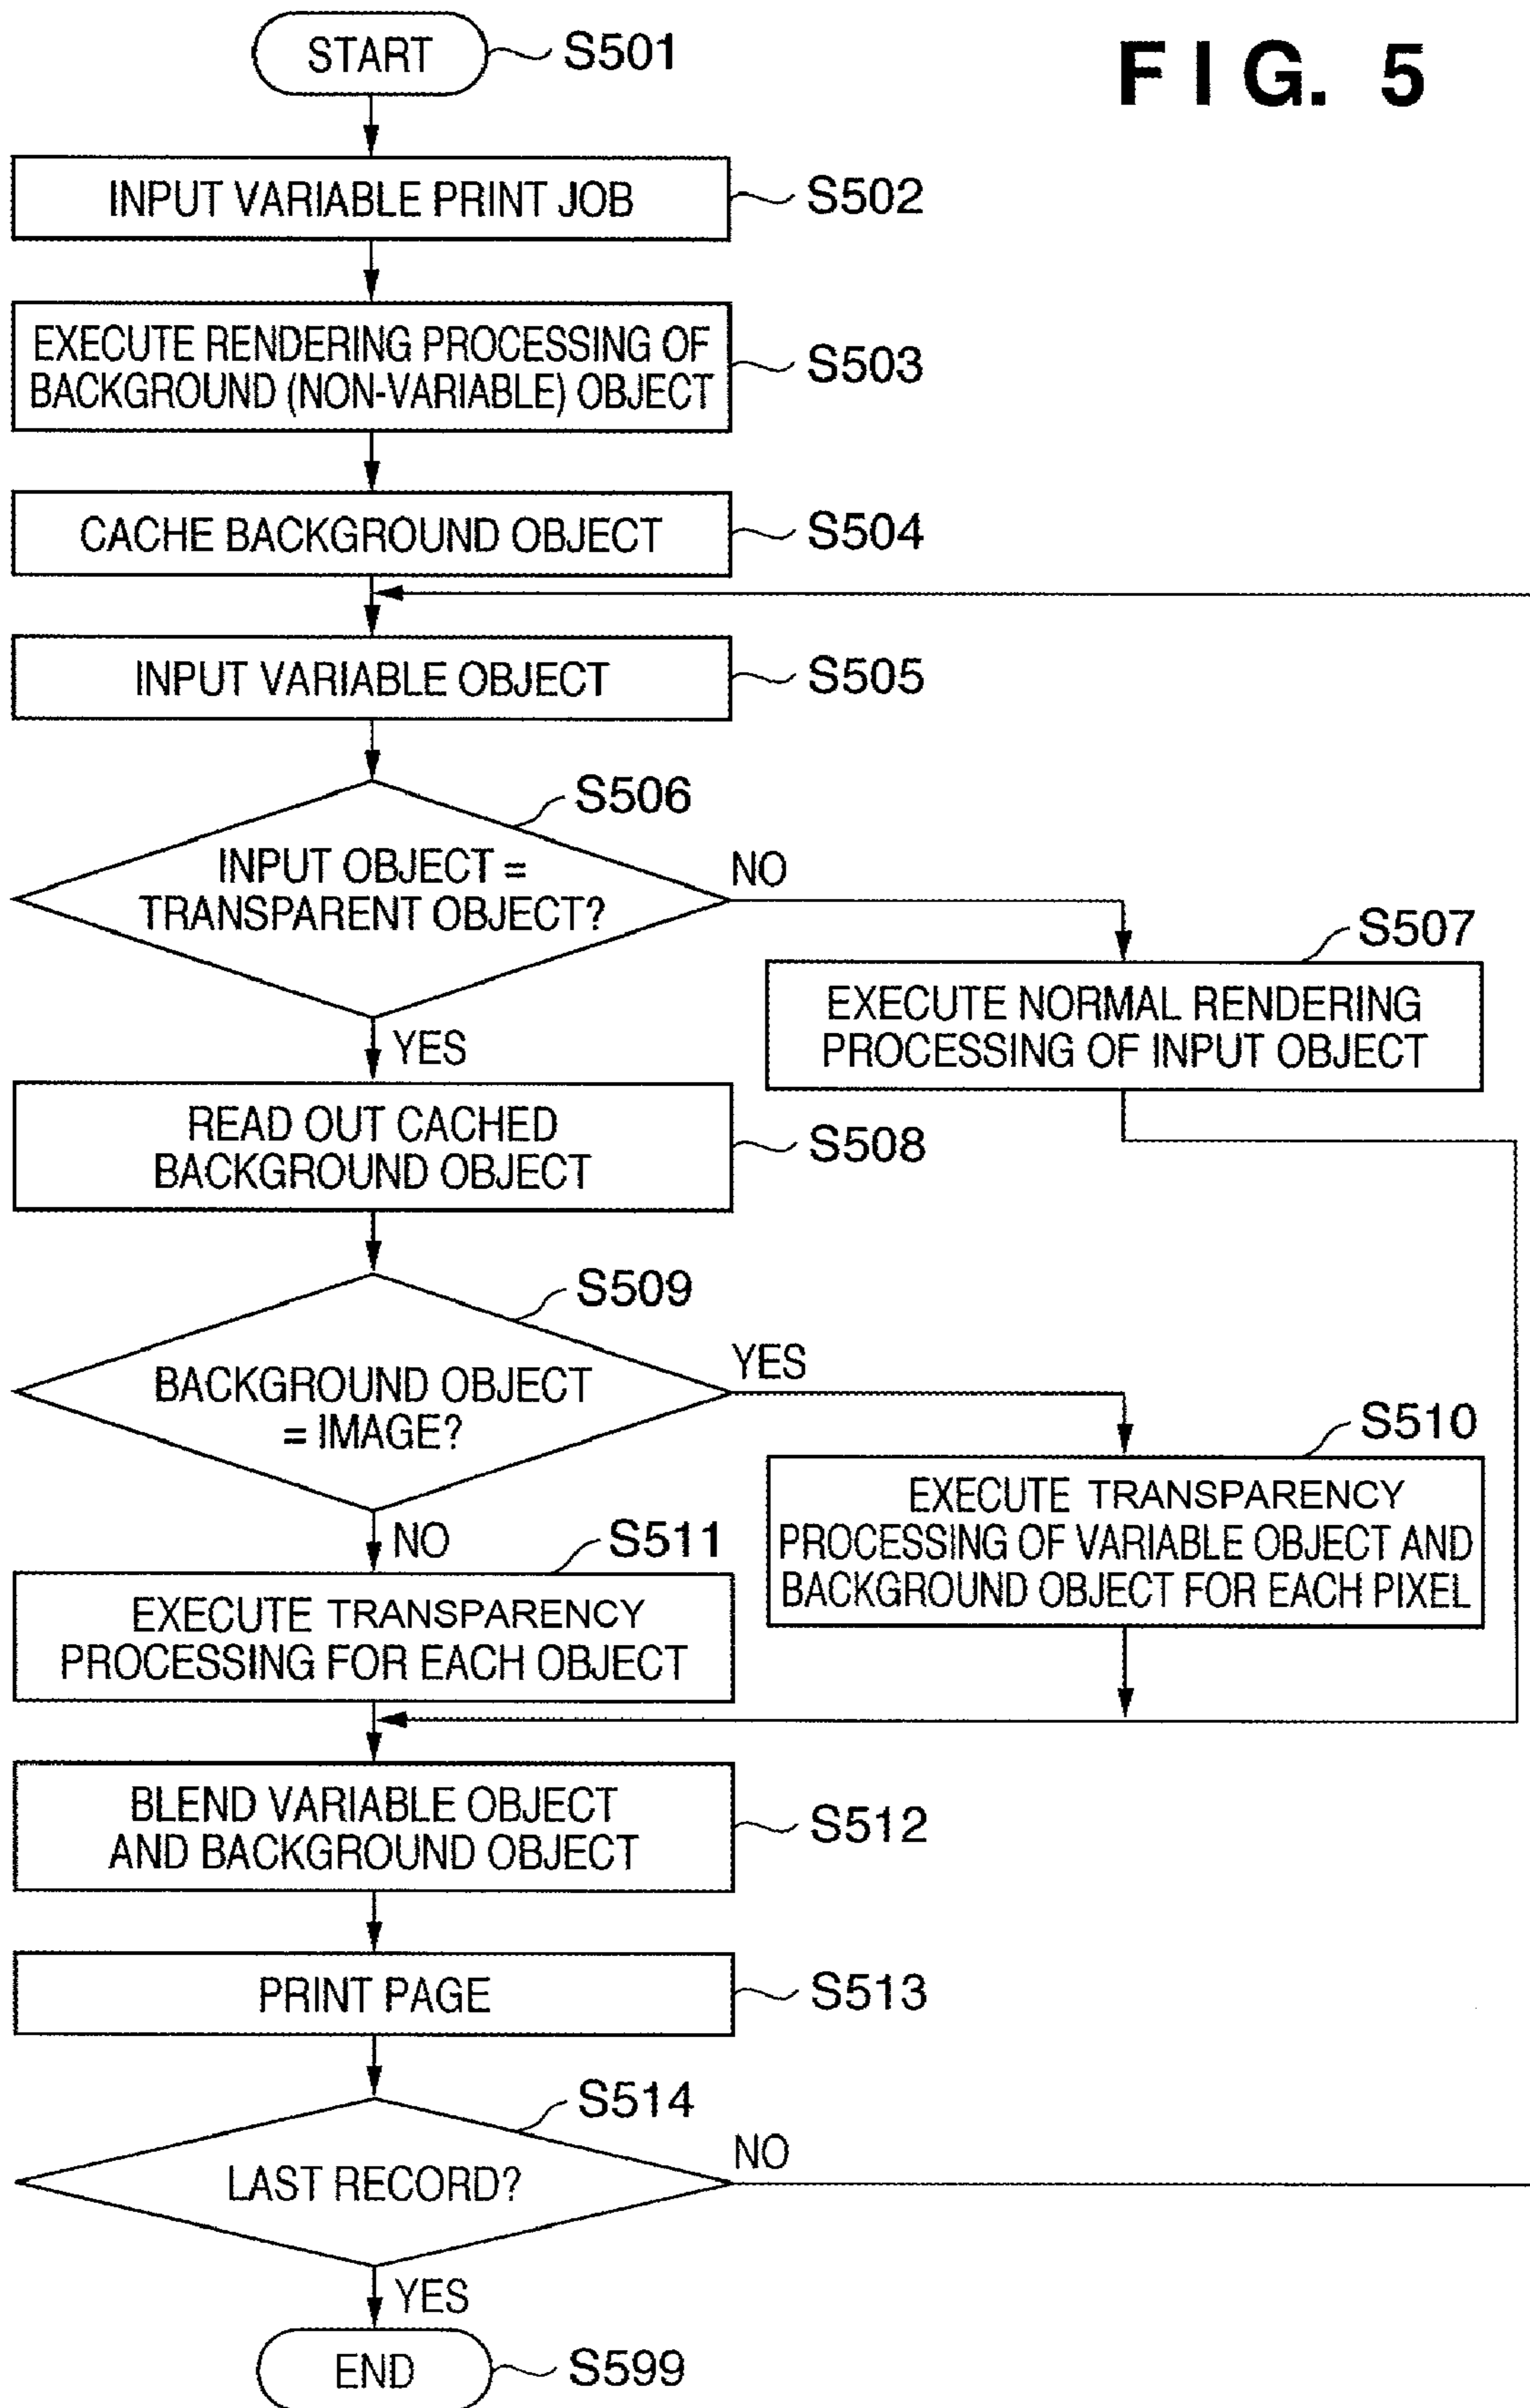 FIG. 5
START
S501
INPUT VARIABLE PRINT JOB
S502
EXECUTE RENDERING PROCESSING OF
BACKGROUND (NON-VARIABLE) OBJECT
S503
CACHE BACKGROUND OBJECT
S504
INPUT VARIABLE OBJECT
S505
S506
INPUT OBJECT =
TRANSPARENT OBJECT?
NO
YES
S507
EXECUTE NORMAL RENDERING
PROCESSING OF INPUT OBJECT
READ OUT CACHED
BACKGROUND OBJECT
S508
S509
BACKGROUND OBJECT
= IMAGE?
YES
NO
S510
EXECUTE TRANSPARENCY
PROCESSING OF VARIABLE OBJECT AND
BACKGROUND OBJECT FOR EACH PIXEL
S511
EXECUTE TRANSPARENCY
PROCESSING FOR EACH OBJECT
BLEND VARIABLE OBJECT
AND BACKGROUND OBJECT
S512
PRINT PAGE
S513
S514
LAST RECORD?
NO
YES
END
S599